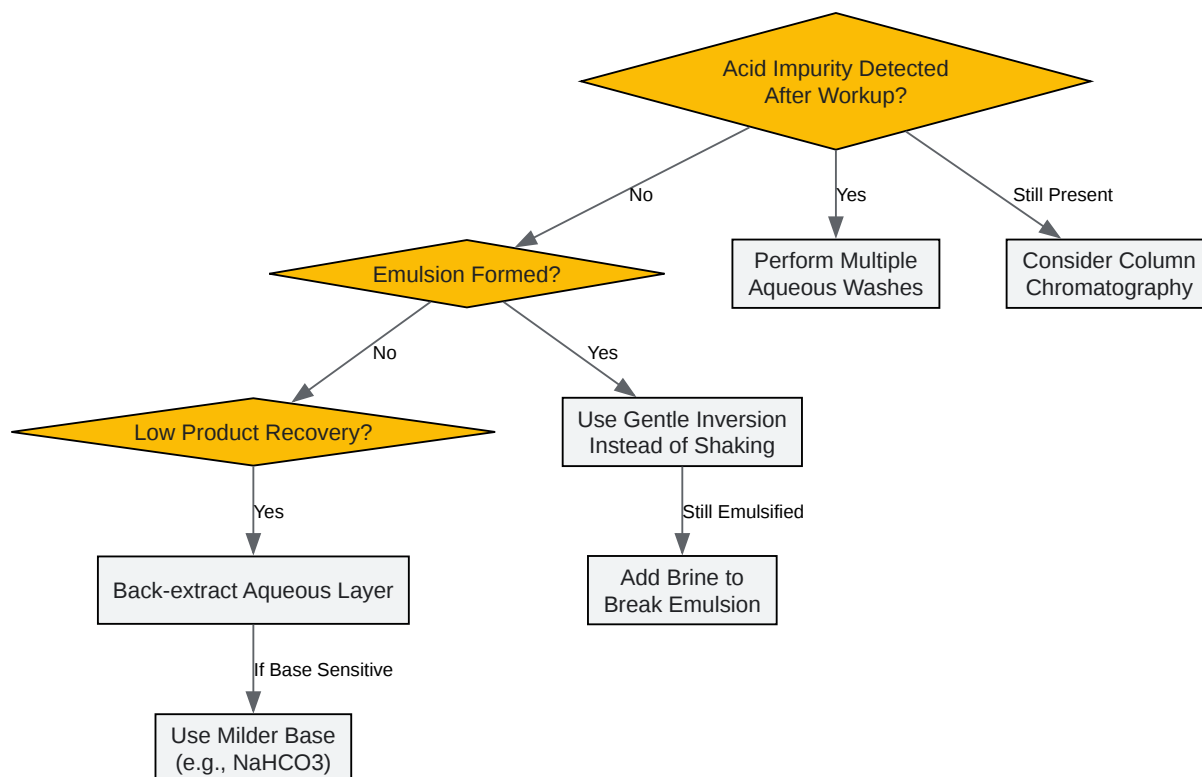 Acid Impurity Detected
After Workup?
No
Yes
Still Present
Emulsion Formed?
Perform Multiple
Aqueous Washes
Consider Column
Chromatography
No
Yes
Low Product Recovery?
Use Gentle Inversion
Instead of Shaking
Yes
Still Emulsified
Back-extract Aqueous Layer
Add Brine to
Break Emulsion
If Base Sensitive
Use Milder Base
(e.g., NaHCO3)